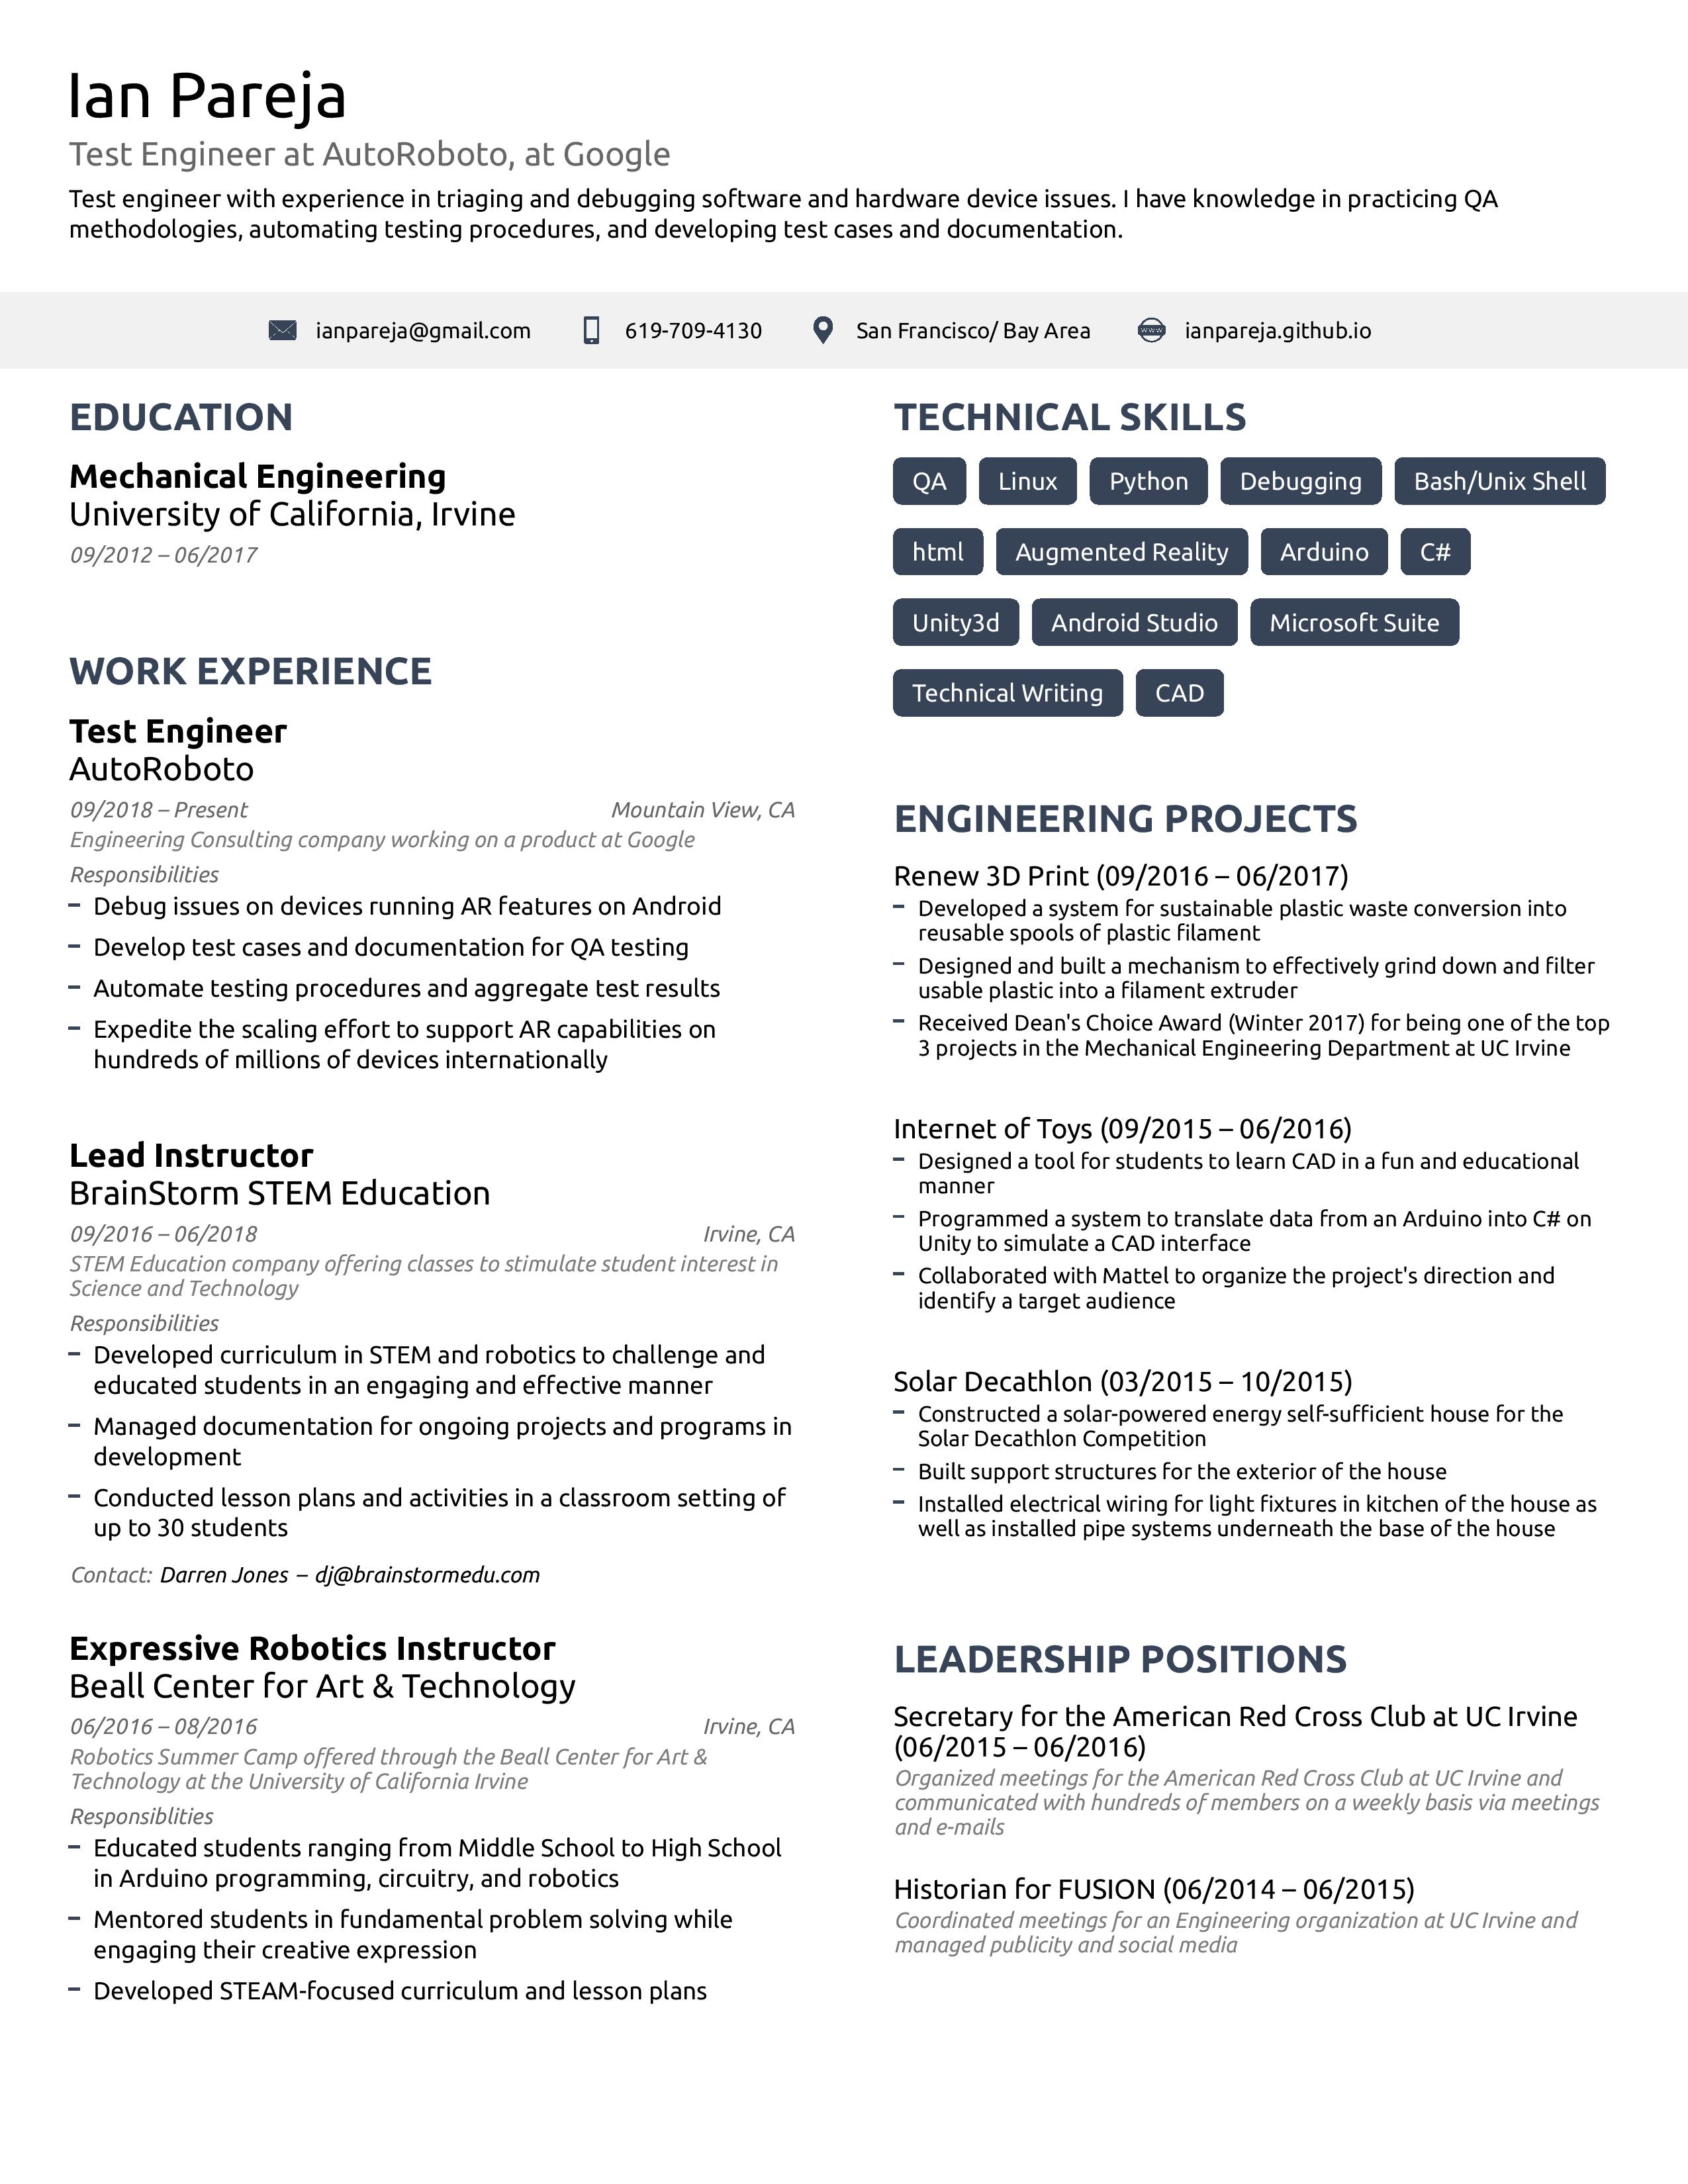 Ian Pareja
Test Engineer at AutoRoboto, at Google
Test engineer with experience in triaging and debugging software and hardware device issues. I have knowledge in practicing QA
methodologies, automating testing procedures, and developing test cases and documentation.
ianpareja@gmail.com 619-709-4130 San Francisco/ Bay Area www ianpareja.github.io
EDUCATION
Mechanical Engineering
University of California, Irvine
09/2012 – 06/2017
WORK EXPERIENCE
Test Engineer
AutoRoboto
09/2018 – Present Mountain View, CA
Engineering Consulting company working on a product at Google
Responsibilities
– Debug issues on devices running AR features on Android
– Develop test cases and documentation for QA testing
– Automate testing procedures and aggregate test results
– Expedite the scaling effort to support AR capabilities on
hundreds of millions of devices internationally
Lead Instructor
BrainStorm STEM Education
09/2016 – 06/2018 Irvine, CA
STEM Education company offering classes to stimulate student interest in
Science and Technology
Responsibilities
– Developed curriculum in STEM and robotics to challenge and
educated students in an engaging and effective manner
– Managed documentation for ongoing projects and programs in
development
– Conducted lesson plans and activities in a classroom setting of
up to 30 students
Contact: Darren Jones – dj@brainstormedu.com
Expressive Robotics Instructor
Beall Center for Art & Technology
06/2016 – 08/2016 Irvine, CA
Robotics Summer Camp offered through the Beall Center for Art &
Technology at the University of California Irvine
Responsiblities
– Educated students ranging from Middle School to High School
in Arduino programming, circuitry, and robotics
– Mentored students in fundamental problem solving while
engaging their creative expression
– Developed STEAM-focused curriculum and lesson plans
TECHNICAL SKILLS
QA Linux Python Debugging Bash/Unix Shell
html Augmented Reality Arduino C#
Unity3d Android Studio Microsoft Suite
Technical Writing CAD
ENGINEERING PROJECTS
Renew 3D Print (09/2016 – 06/2017)
– Developed a system for sustainable plastic waste conversion into
reusable spools of plastic filament
– Designed and built a mechanism to effectively grind down and filter
usable plastic into a filament extruder
– Received Dean's Choice Award (Winter 2017) for being one of the top
3 projects in the Mechanical Engineering Department at UC Irvine
Internet of Toys (09/2015 – 06/2016)
– Designed a tool for students to learn CAD in a fun and educational
manner
– Programmed a system to translate data from an Arduino into C# on
Unity to simulate a CAD interface
– Collaborated with Mattel to organize the project's direction and
identify a target audience
Solar Decathlon (03/2015 – 10/2015)
– Constructed a solar-powered energy self-sufficient house for the
Solar Decathlon Competition
– Built support structures for the exterior of the house
– Installed electrical wiring for light fixtures in kitchen of the house as
well as installed pipe systems underneath the base of the house
LEADERSHIP POSITIONS
Secretary for the American Red Cross Club at UC Irvine
(06/2015 – 06/2016)
Organized meetings for the American Red Cross Club at UC Irvine and
communicated with hundreds of members on a weekly basis via meetings
and e-mails
Historian for FUSION (06/2014 – 06/2015)
Coordinated meetings for an Engineering organization at UC Irvine and
managed publicity and social media